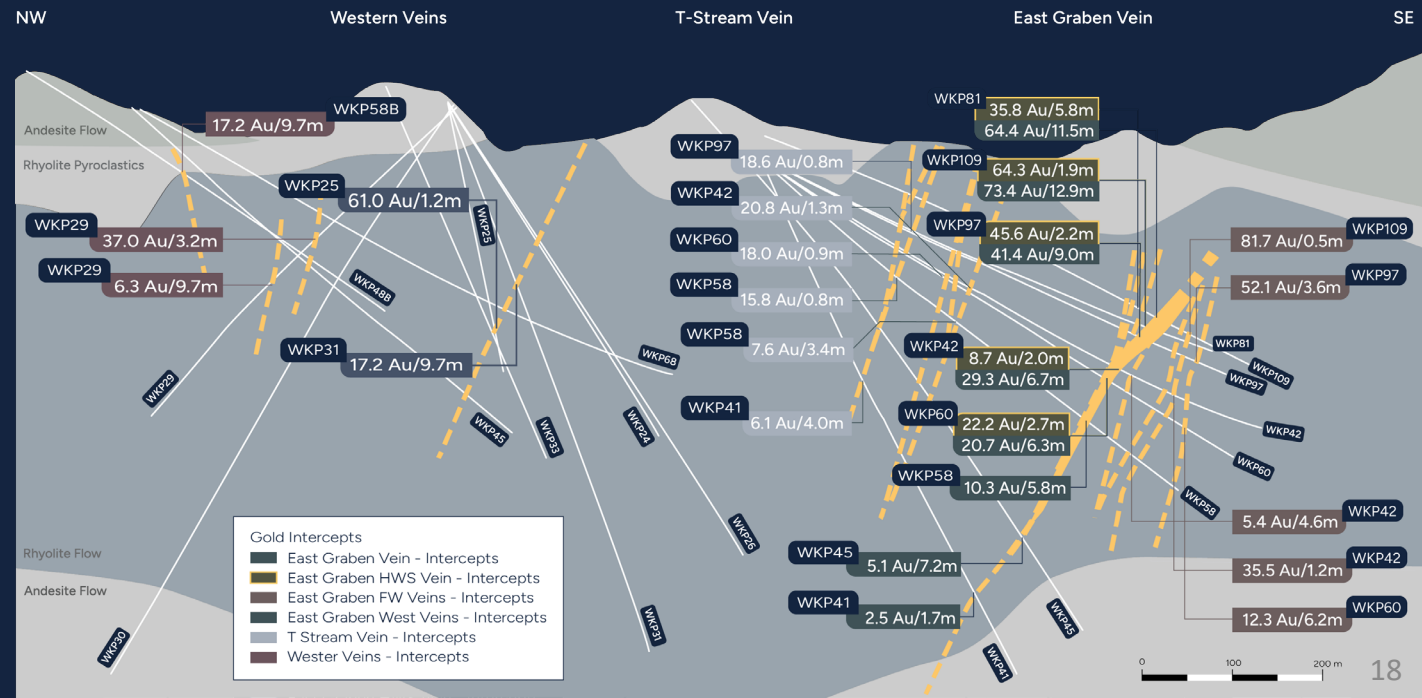 NW
Western Veins
T-Stream Vein
East Graben Vein
SE
Andesite Flow
Rhyolite Pyroclastics
WKP58B
17.2 Au/9.7m
WKP25
61.0 Au/1.2m
WKP29
37.0 Au/3.2m
WKP29
6.3 Au/9.7m
WKP31
17.2 Au/9.7m
WKP25
WKP48B
WKP29
WKP68
WKP45
WKP33
WKP24
WKP26
WKP31
WKP30
WKP97
18.6 Au/0.8m
WKP42
20.8 Au/1.3m
WKP60
18.0 Au/0.9m
WKP58
15.8 Au/0.8m
WKP58
7.6 Au/3.4m
WKP41
6.1 Au/4.0m
WKP81
35.8 Au/5.8m
64.4 Au/11.5m
WKP109
64.3 Au/1.9m
73.4 Au/12.9m
WKP97
45.6 Au/2.2m
41.4 Au/9.0m
WKP42
8.7 Au/2.0m
29.3 Au/6.7m
WKP60
22.2 Au/2.7m
20.7 Au/6.3m
WKP58
10.3 Au/5.8m
WKP45
5.1 Au/7.2m
WKP41
2.5 Au/1.7m
WKP109
81.7 Au/0.5m
WKP97
52.1 Au/3.6m
WKP81
WKP109
WKP97
WKP42
WKP60
WKP58
WKP42
5.4 Au/4.6m
WKP42
35.5 Au/1.2m
WKP60
12.3 Au/6.2m
WKP45
WKP41
Rhyolite Flow
Andesite Flow
Gold Intercepts
East Graben Vein - Intercepts
East Graben HWS Vein - Intercepts
East Graben FW Veins - Intercepts
East Graben West Veins - Intercepts
T Stream Vein - Intercepts
Wester Veins - Intercepts
0 100 200 m
18